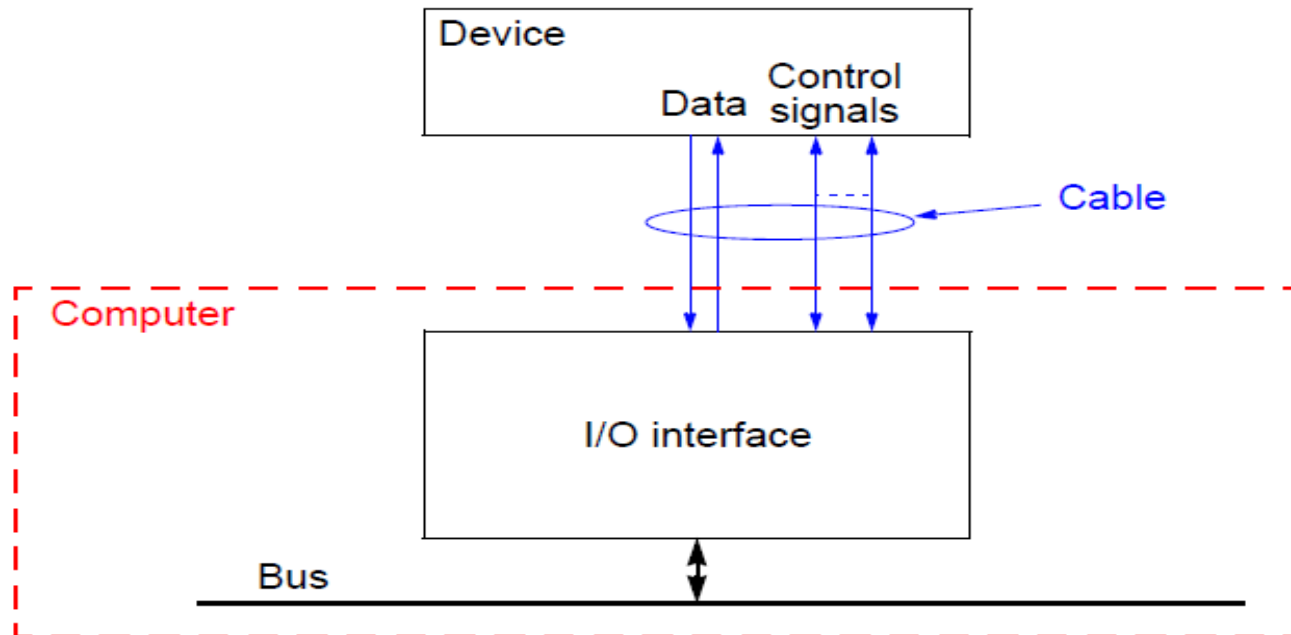 Device
Control
Data signals
Cable
Computer
I/O interface
Bus